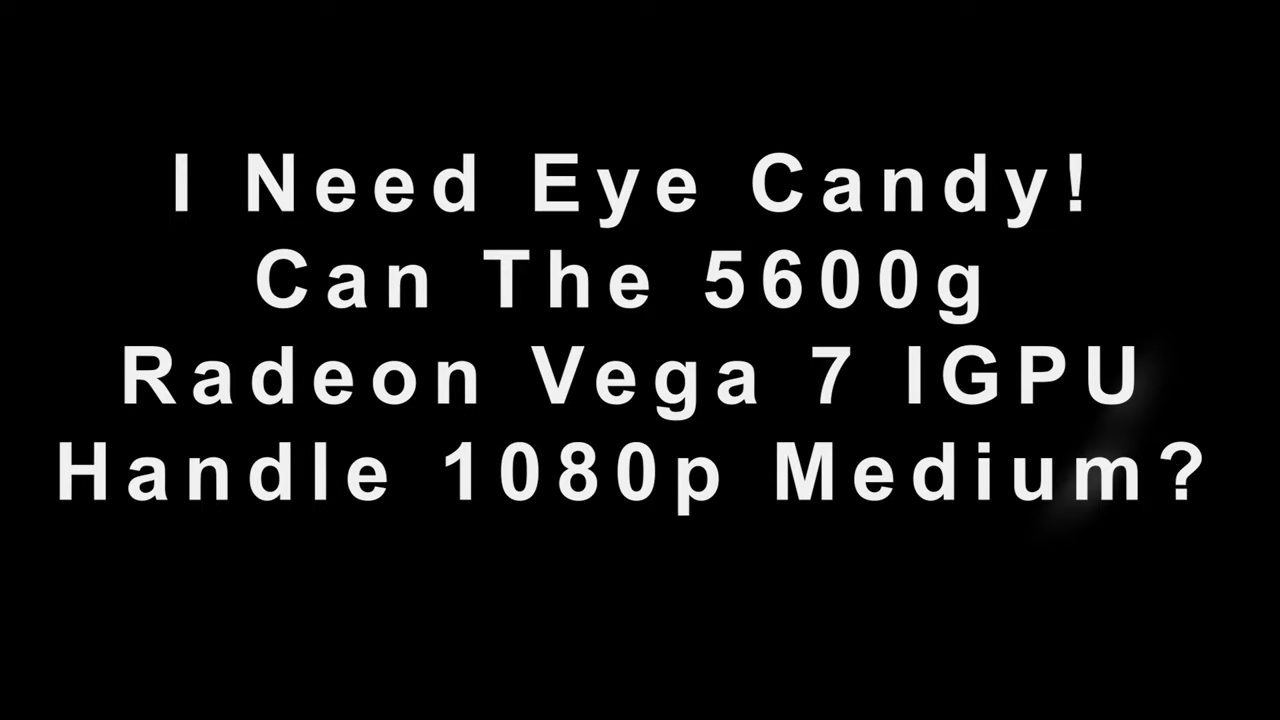 I Need Eye Candy!
Can The 5600g
Radeon Vega 7 IGPU
Handle 1080p Medium?